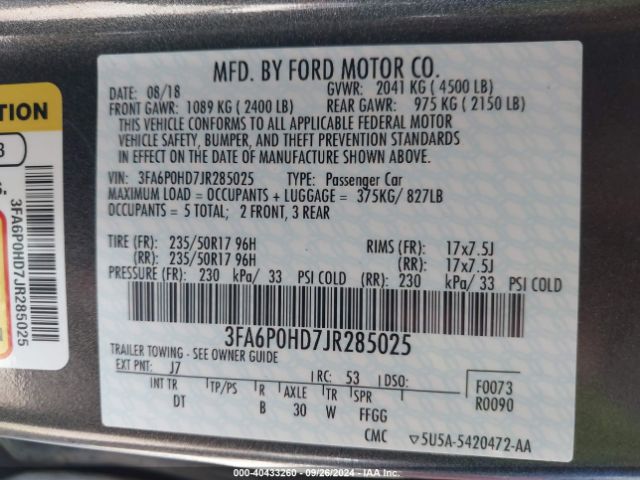 MFD. BY FORD MOTOR CO.
DATE: 08/18 GVWR: 2041 KG ( 4500 LB)
FRONT GAWR: 1089 KG ( 2400 LB) REAR GAWR: 975 KG ( 2150 LB)
THIS VEHICLE CONFORMS TO ALL APPLICABLE FEDERAL MOTOR
VEHICLE SAFETY, BUMPER, AND THEFT PREVENTION STANDARDS
IN EFFECT ON THE DATE OF MANUFACTURE SHOWN ABOVE.
VIN: 3FA6P0HD7JR285025 TYPE: Passenger Car
MAXIMUM LOAD = OCCUPANTS + LUGGAGE = 375KG/ 827LB
OCCUPANTS = 5 TOTAL; 2 FRONT, 3 REAR
TIRE (FR): 235/50R17 96H RIMS (FR): 17x7.5J
(RR): 235/50R17 96H (RR): 17x7.5J
PRESSURE (FR): 230 kPa/ 33 PSI COLD (RR): 230 kPa/ 33 PSI COLD
3FA6P0HD7JR285025
TRAILER TOWING - SEE OWNER GUIDE
EXT PNT: J7 RC: 53 DSO: F0073
INT TR TP/PS R AXLE TR SPR R0090
DT B 30 W FFGG
CMC ▽5U5A-5420472-AA
TION
3
S.
3FA6P0HD7JR285025
000-40433260 - 09/26/2024 - IAA Inc.